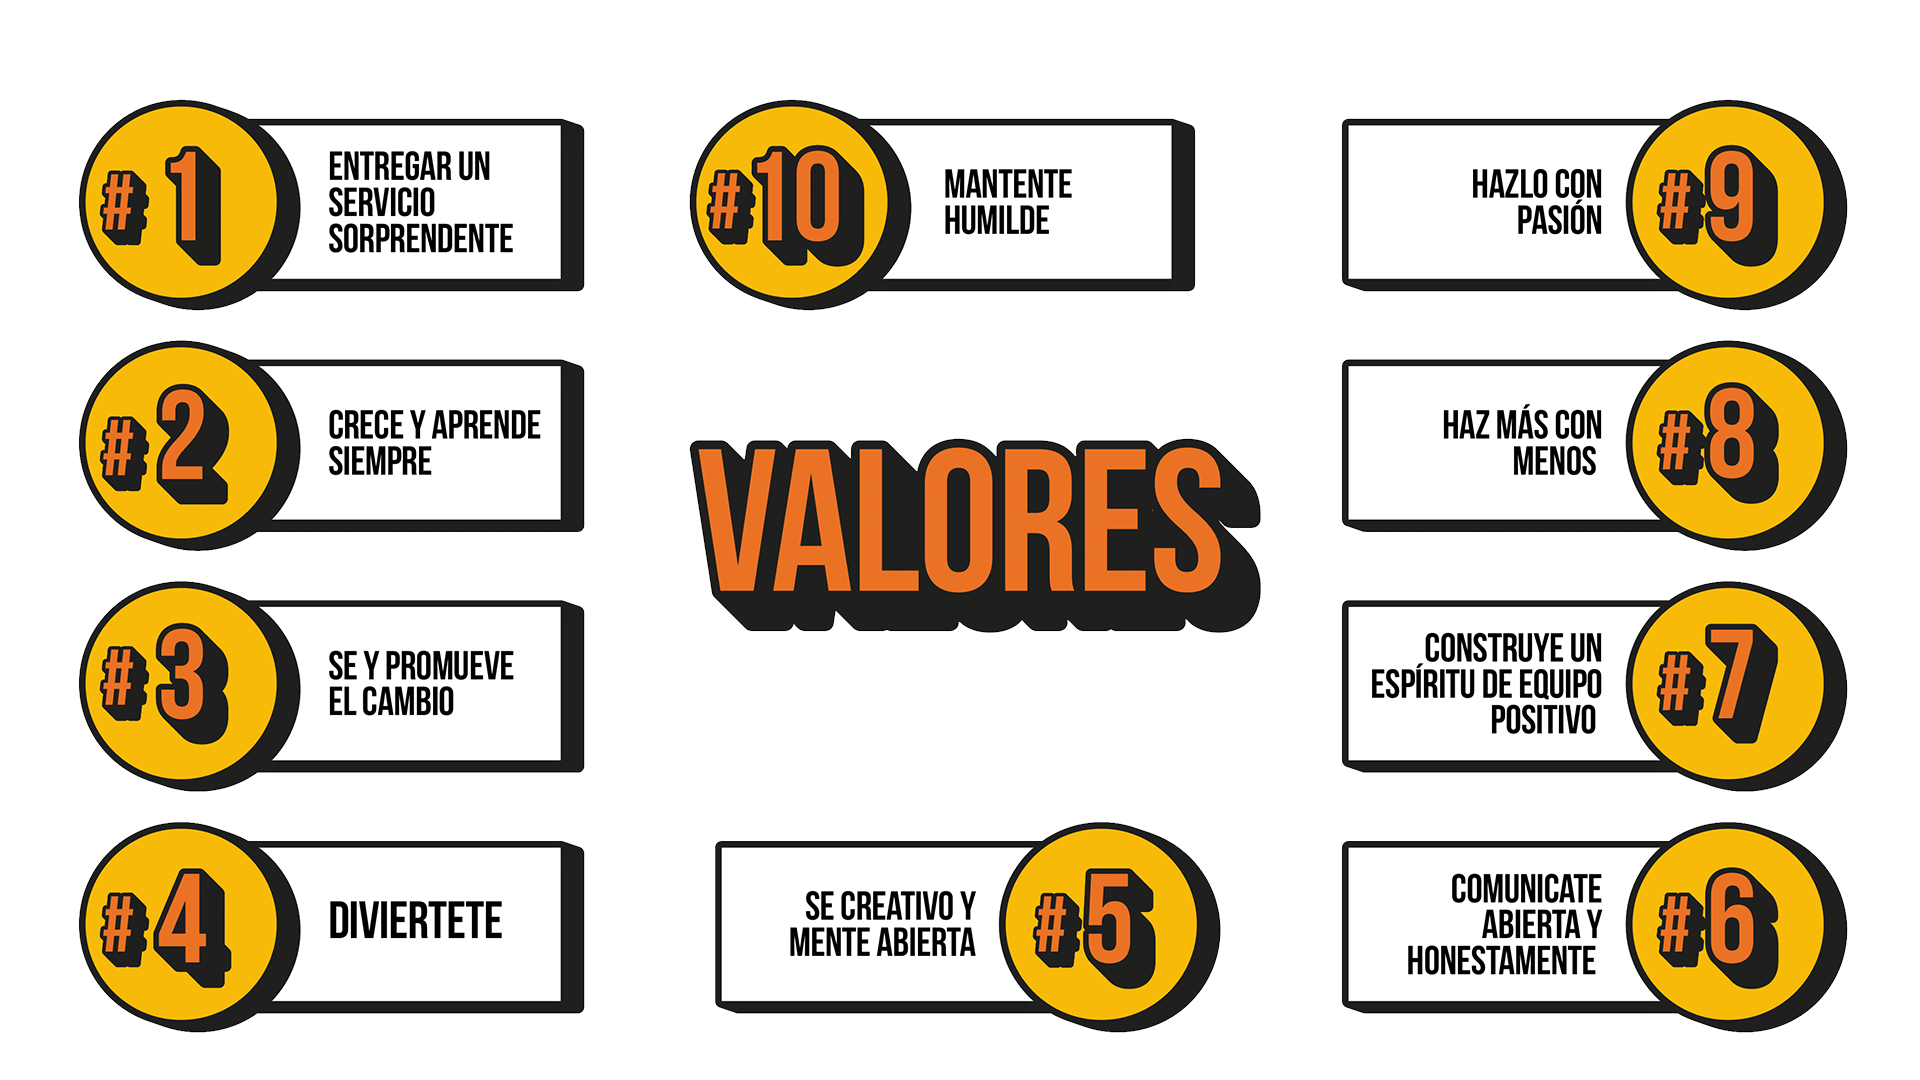 #1
ENTREGAR UN
SERVICIO
SORPRENDENTE
#2
CRECE Y APRENDE
SIEMPRE
#3
SE Y PROMUEVE
EL CAMBIO
#4
DIVIERTETE
#10
MANTENTE
HUMILDE
VALORES
SE CREATIVO Y
MENTE ABIERTA
#5
HAZLO CON
PASIÓN
#9
HAZ MÁS CON
MENOS
#8
CONSTRUYE UN
ESPÍRITU DE EQUIPO
POSITIVO
#7
COMUNICATE
ABIERTA Y
HONESTAMENTE
#6